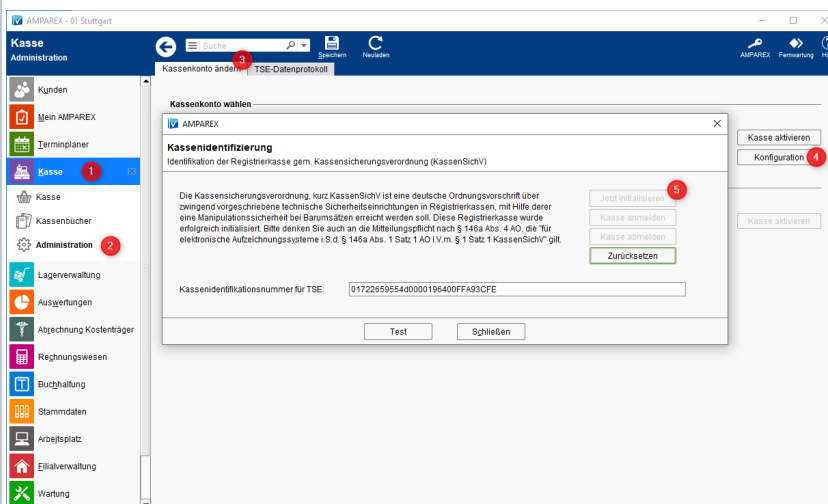 AMPAREX - 01 Stuttgart
Kasse
Administration
Suche
Speichern
Neuladen
AMPAREX
Fernwartung
3
Kassenkonto ändern
TSE-Datenprotokoll
Kunden
Mein AMPAREX
Terminplaner
Kasse
1
Kasse
Kassenbücher
Administration
2
Lagerverwaltung
Auswertungen
Abrechnung Kostenträger
Rechnungswesen
Buchhaltung
Stammdaten
Arbeitsplatz
Filialverwaltung
Wartung
Kassenkonto wählen
Kasse aktivieren
Konfiguration
4
Kasse aktivieren
AMPAREX
Kassenidentifizierung
Identifikation der Registrierkasse gem. Kassensicherungsverordnung (KassenSichV)
Die Kassensicherungsverordnung, kurz KassenSichV ist eine deutsche Ordnungsvorschrift über
zwingend vorgeschriebene technische Sicherheitseinrichtungen in Registrierkassen, mit Hilfe derer
eine Manipulationssicherheit bei Barumsätzen erreicht werden soll. Diese Registrierkasse wurde
erfolgreich initialisiert. Bitte denken Sie auch an die Mitteilungspflicht nach § 146a Abs. 4 AO, die "für
elektronische Aufzeichnungssysteme i.S.d. § 146a Abs. 1 Satz 1 AO i.V.m. § 1 Satz 1 KassenSichV" gilt.
5
Jetzt initialisieren
Kasse anmelden
Kasse abmelden
Zurücksetzen
Kassenidentifikationsnummer für TSE:
01722659554d0000196400FFA93CFE
Test
Schließen